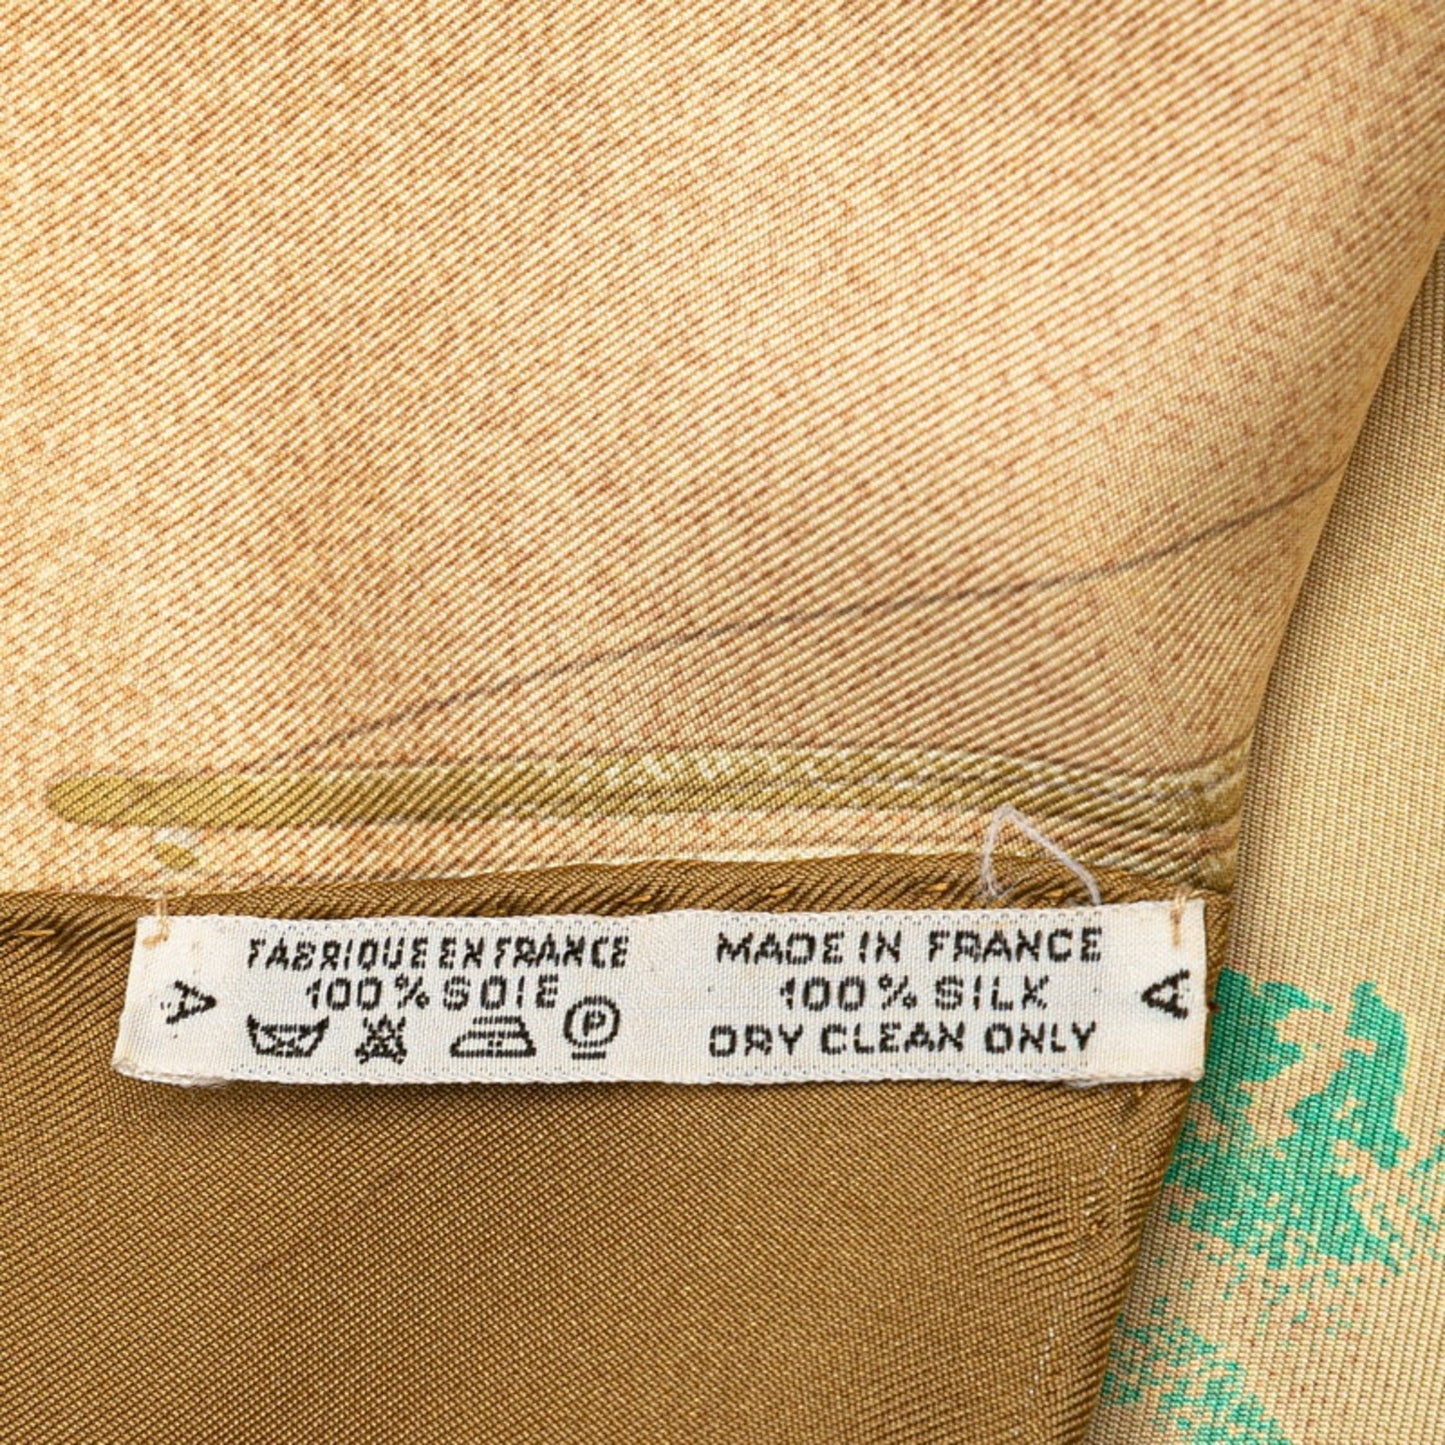 A
FABRIQUE EN FRANCE
100% SOIE
P
MADE IN FRANCE
100% SILK
DRY CLEAN ONLY
A